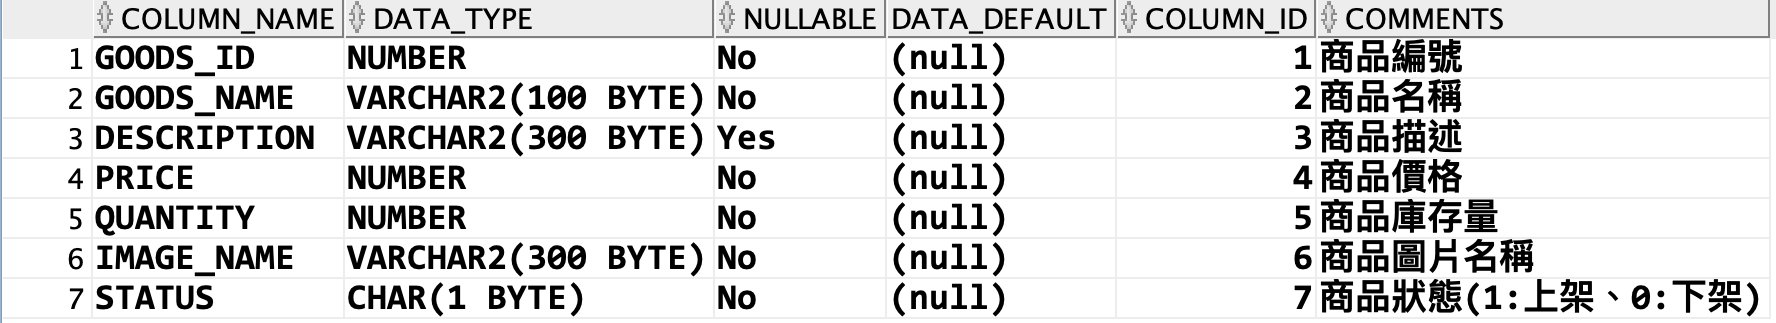 COLUMN_NAME DATA_TYPE NULLABLE DATA_DEFAULT COLUMN_ID COMMENTS
1 GOODS_ID NUMBER No (null) 1 商品編號
2 GOODS_NAME VARCHAR2(100 BYTE) No (null) 2 商品名稱
3 DESCRIPTION VARCHAR2(300 BYTE) Yes (null) 3 商品描述
4 PRICE NUMBER No (null) 4 商品價格
5 QUANTITY NUMBER No (null) 5 商品庫存量
6 IMAGE_NAME VARCHAR2(300 BYTE) No (null) 6 商品圖片名稱
7 STATUS CHAR(1 BYTE) No (null) 7 商品狀態(1:上架、0:下架)